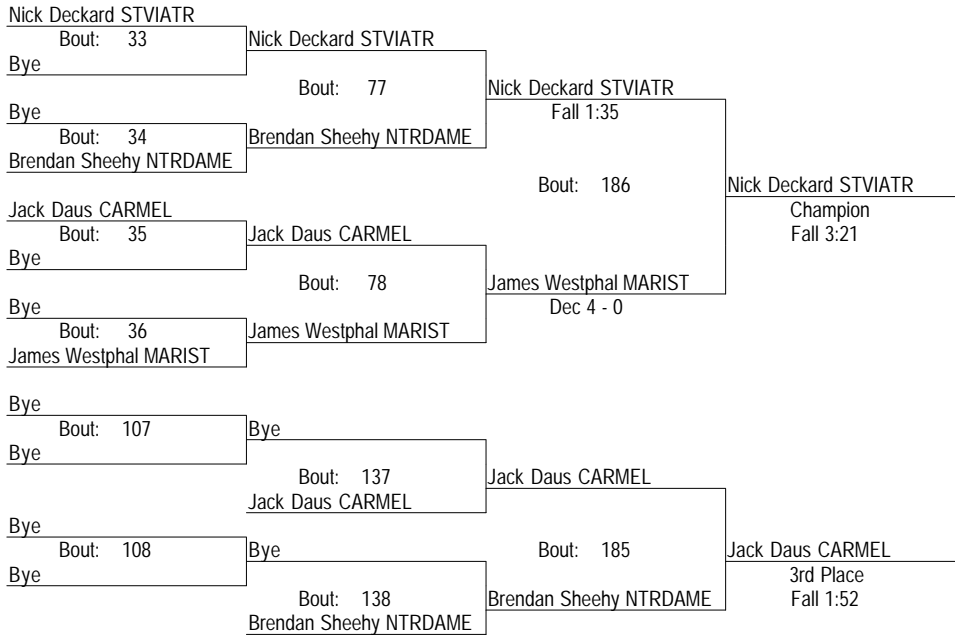 Nick Deckard STVIATR
Bout: 33
Nick Deckard STVIATR
Bye
Bout: 77
Nick Deckard STVIATR
Bye
Fall 1:35
Bout: 34
Brendan Sheehy NTRDAME
Brendan Sheehy NTRDAME
Bout: 186
Nick Deckard STVIATR
Jack Daus CARMEL
Champion
Bout: 35
Jack Daus CARMEL
Fall 3:21
Bye
Bout: 78
James Westphal MARIST
Bye
Dec 4 - 0
Bout: 36
James Westphal MARIST
James Westphal MARIST
Bye
Bout: 107
Bye
Bye
Bout: 137
Jack Daus CARMEL
Jack Daus CARMEL
Bye
Bout: 108
Bye
Bout: 185
Jack Daus CARMEL
Bye
3rd Place
Bout: 138
Brendan Sheehy NTRDAME
Fall 1:52
Brendan Sheehy NTRDAME